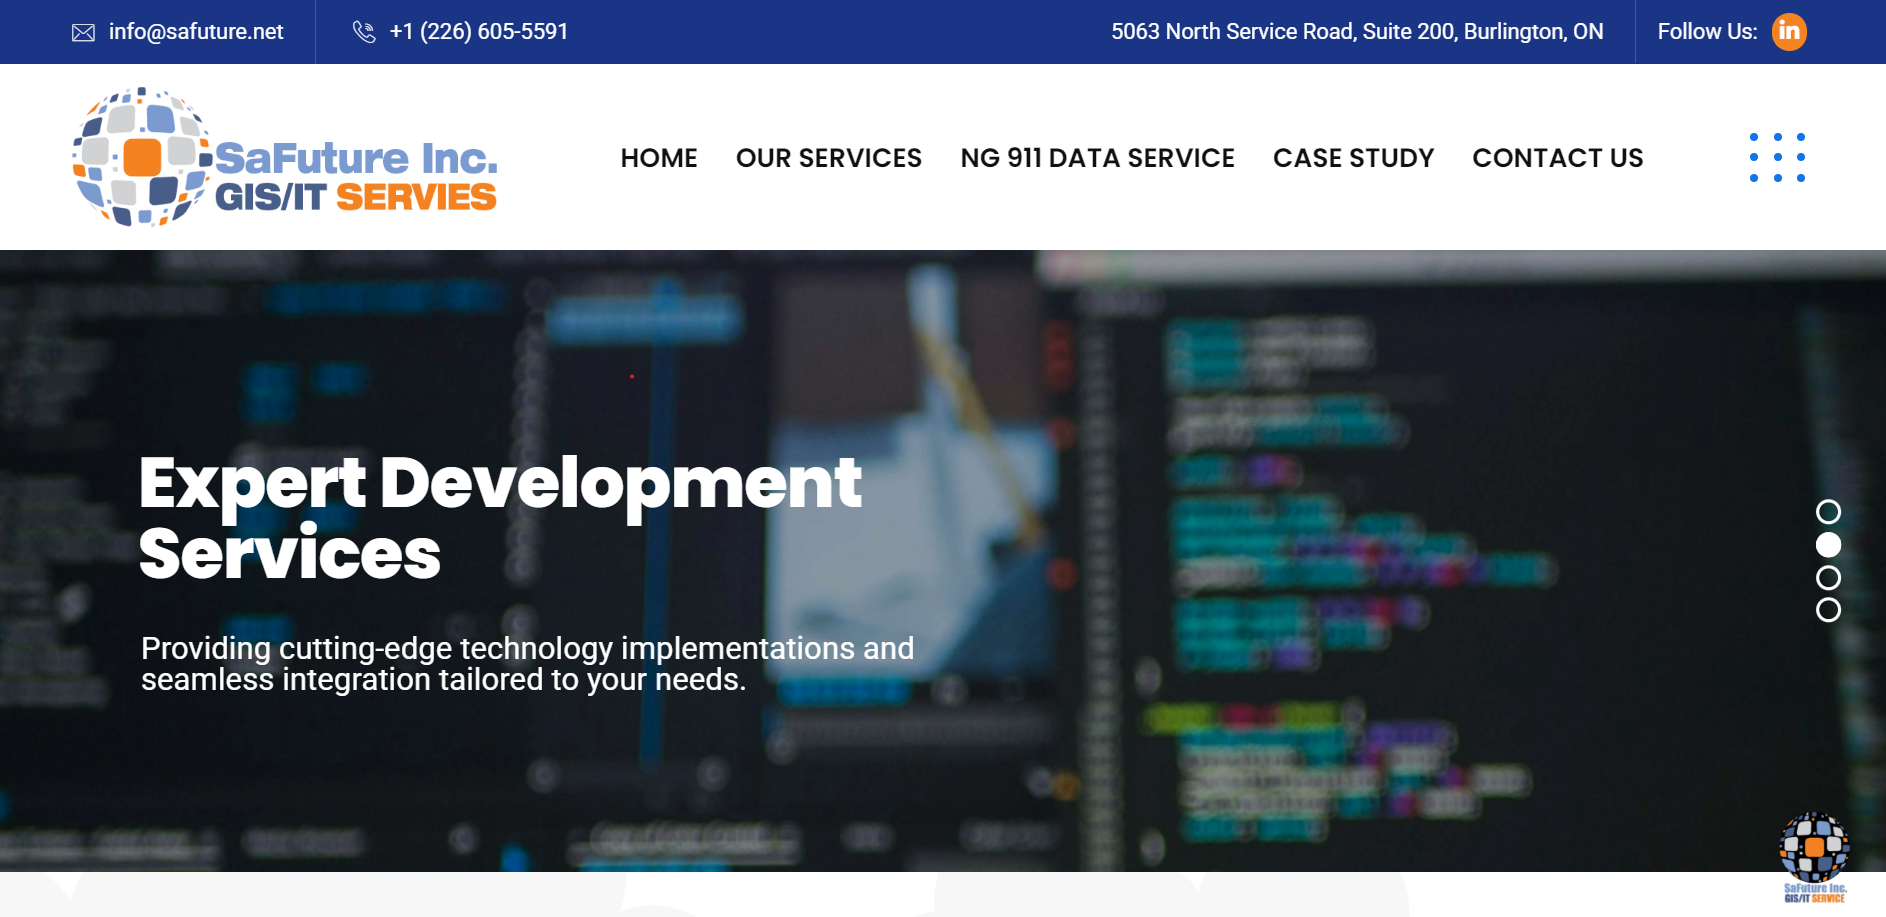 info@safuture.net
+1 (226) 605-5591
5063 North Service Road, Suite 200, Burlington, ON
Follow Us:
in
SaFuture Inc.
GIS/IT SERVIES
HOME
OUR SERVICES
NG 911 DATA SERVICE
CASE STUDY
CONTACT US
Expert Development
Services
Providing cutting-edge technology implementations and
seamless integration tailored to your needs.
SaFuture Inc.
GIS/IT SERVICE